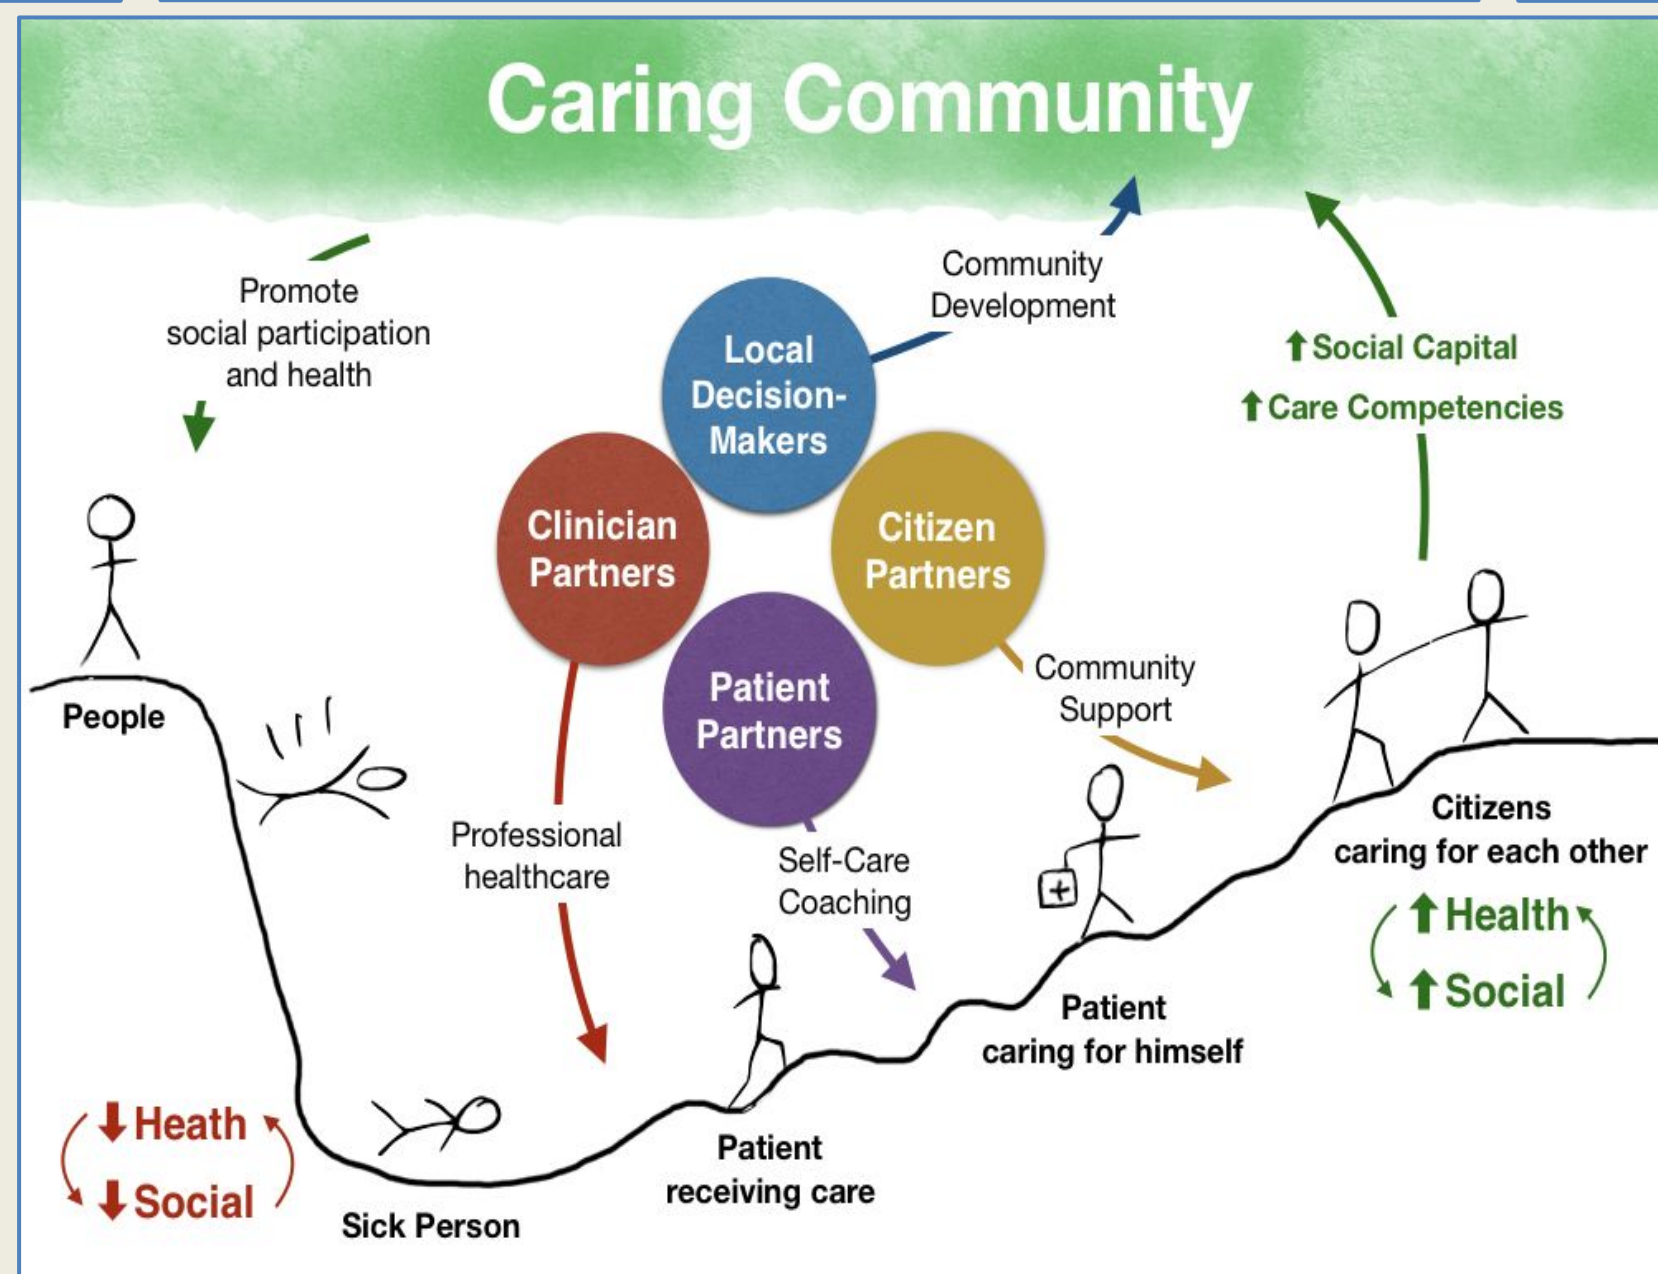 Caring Community
Promote
social participation
and health
Community
Development
Local
Decision-
Makers
Social Capital
Care Competencies
Clinician
Partners
Citizen
Partners
Patient
Partners
Community
Support
People
Professional
healthcare
Self-Care
Coaching
Citizens
caring for each other
Health
Social
Patient
caring for himself
Heath
Social
Patient
receiving care
Sick Person